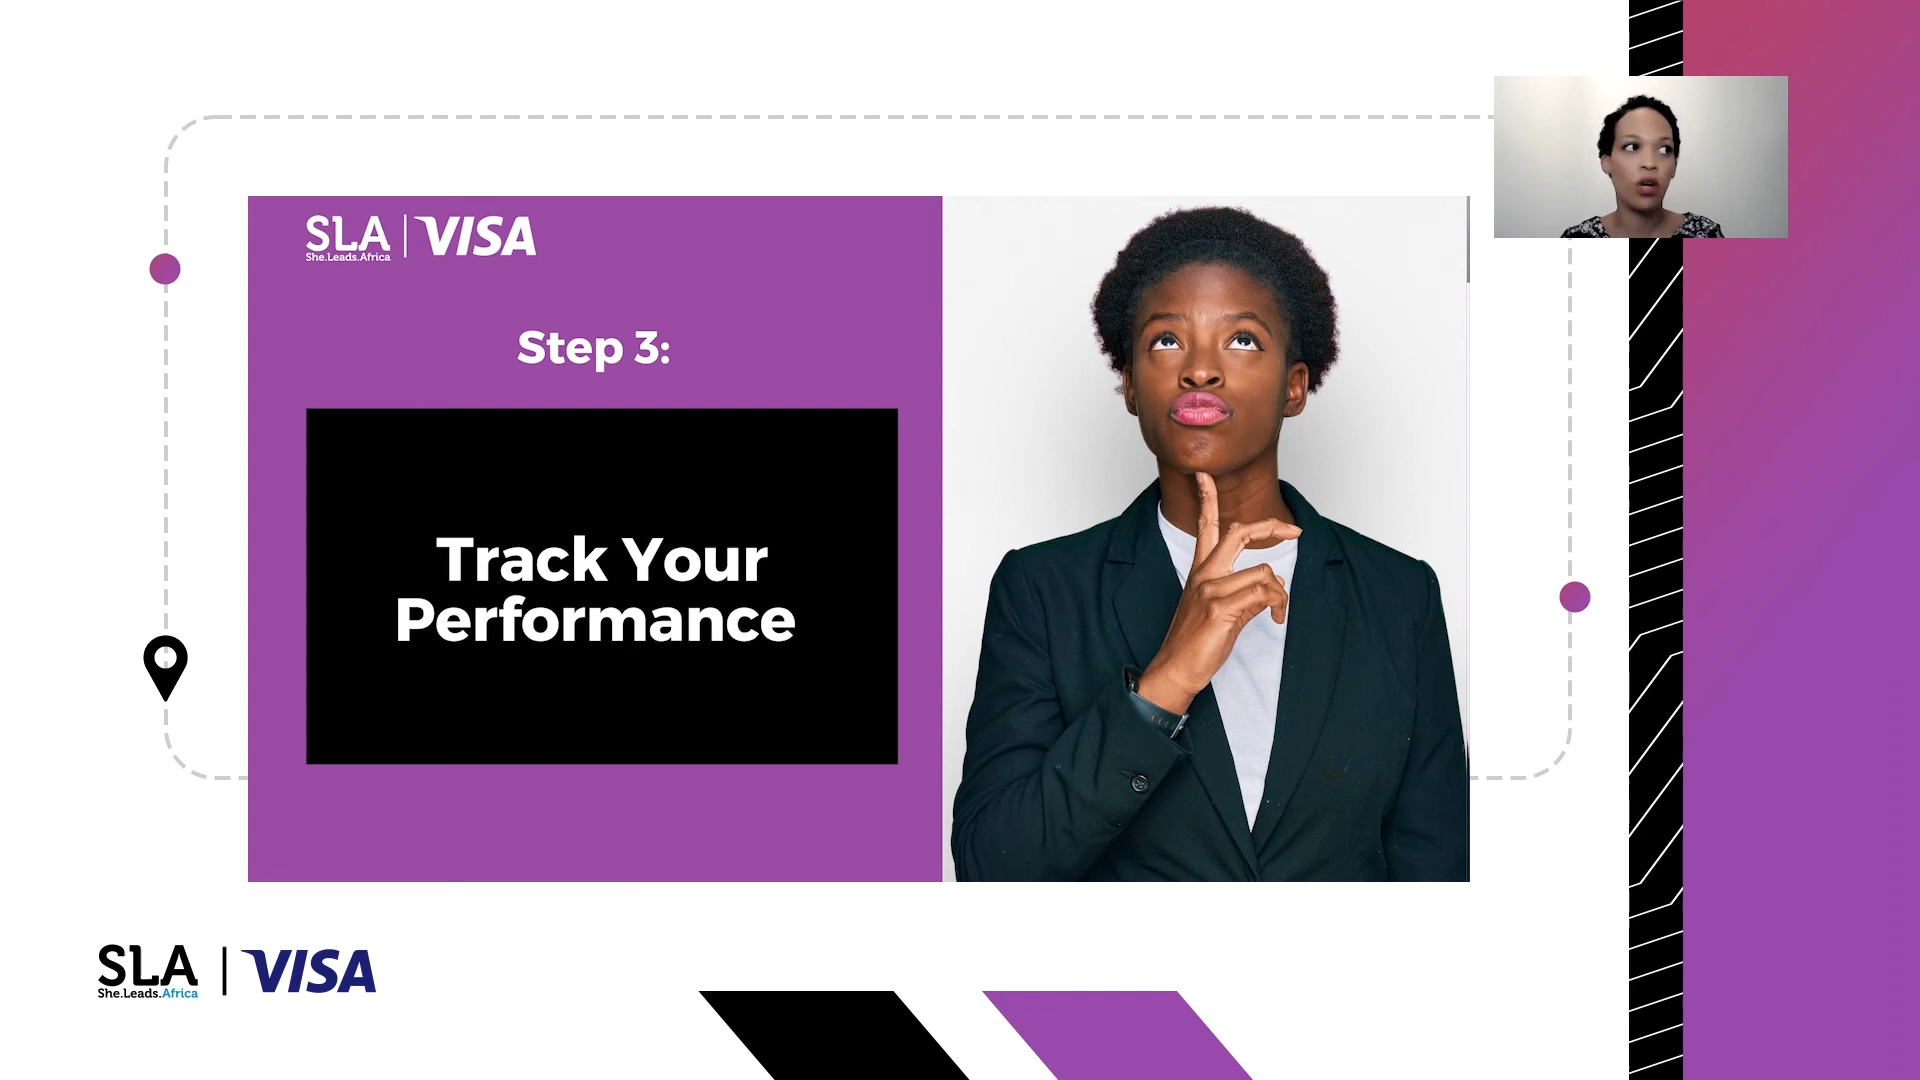 SLA | VISA
She.Leads.Africa
Step 3:
Track Your
Performance
SLA | VISA
She.Leads.Africa